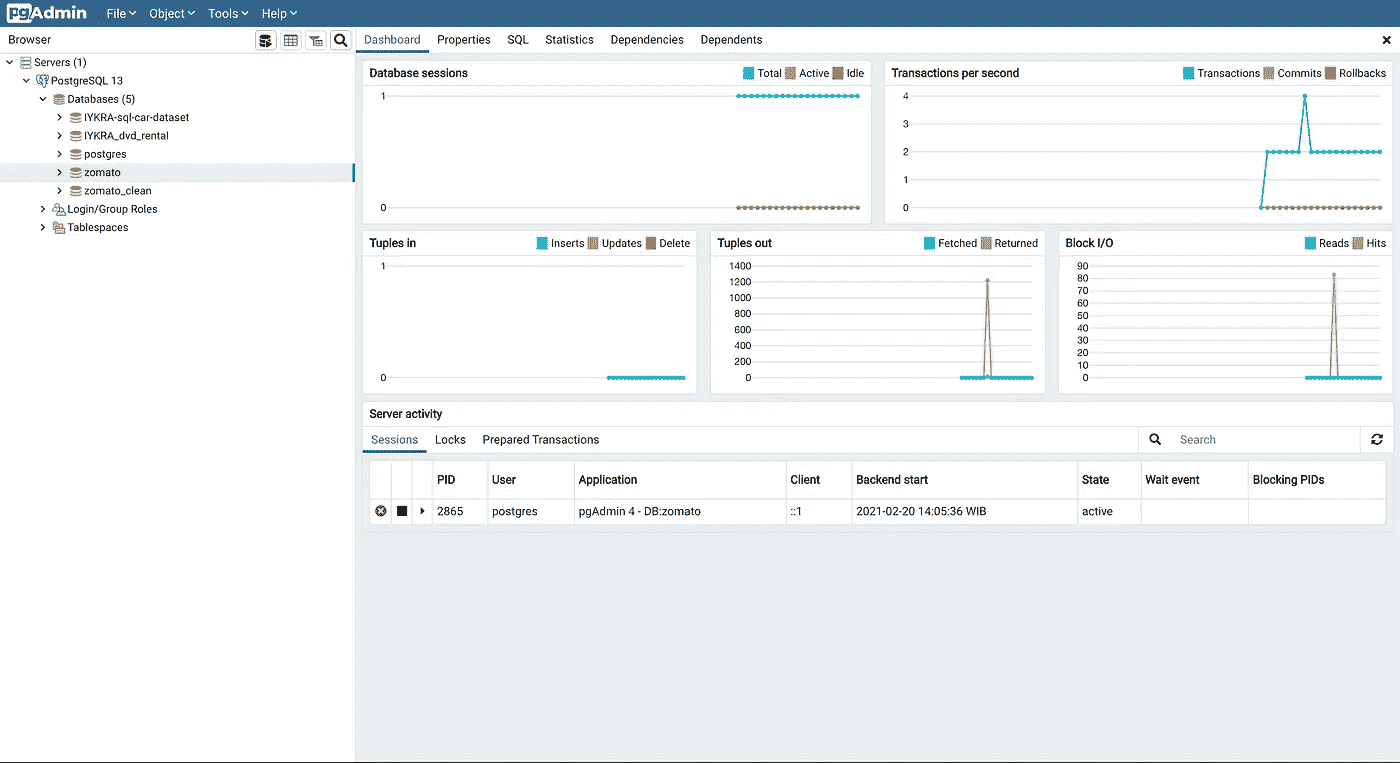 pgAdmin File Object Tools Help
Browser
Dashboard Properties SQL Statistics Dependencies Dependents
Servers (1)
PostgreSQL 13
Databases (5)
IYKRA-sql-car-dataset
IYKRA_dvd_rental
postgres
zomato
zomato_clean
Login/Group Roles
Tablespaces
Database sessions Total Active Idle
1
0
Transactions per second Transactions Commits Rollbacks
4
3
2
1
0
Tuples in Inserts Updates Delete
1
0
Tuples out Fetched Returned
1400
1200
1000
800
600
400
200
0
Block I/O Reads Hits
90
80
70
60
50
40
30
20
10
0
Server activity
Sessions Locks Prepared Transactions Search
PID User Application Client Backend start State Wait event Blocking PIDs
2865 postgres pgAdmin 4 - DB:zomato ::1 2021-02-20 14:05:36 WIB active